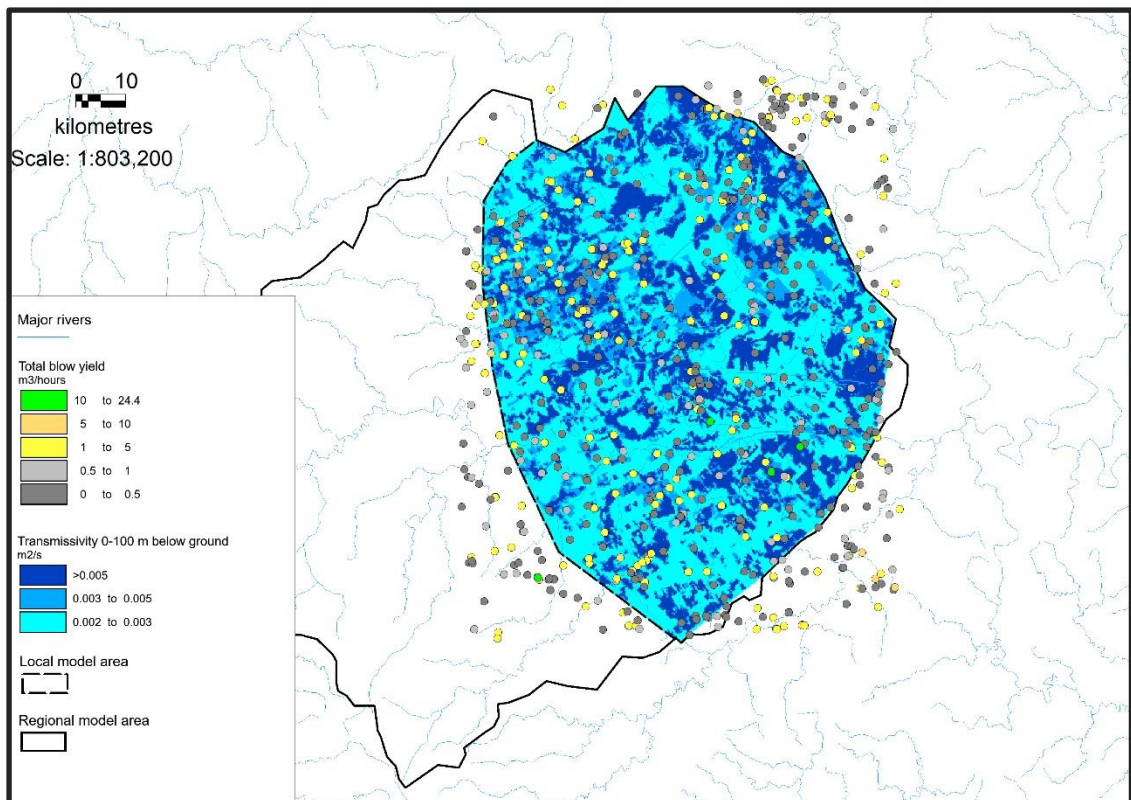 0 10
kilometres
Scale: 1:803,200
Major rivers
Total blow yield
m3/hours
10 to 24.4
5 to 10
1 to 5
0.5 to 1
0 to 0.5
Transmissivity 0-100 m below ground
m2/s
>0.005
0.003 to 0.005
0.002 to 0.003
Local model area
Regional model area